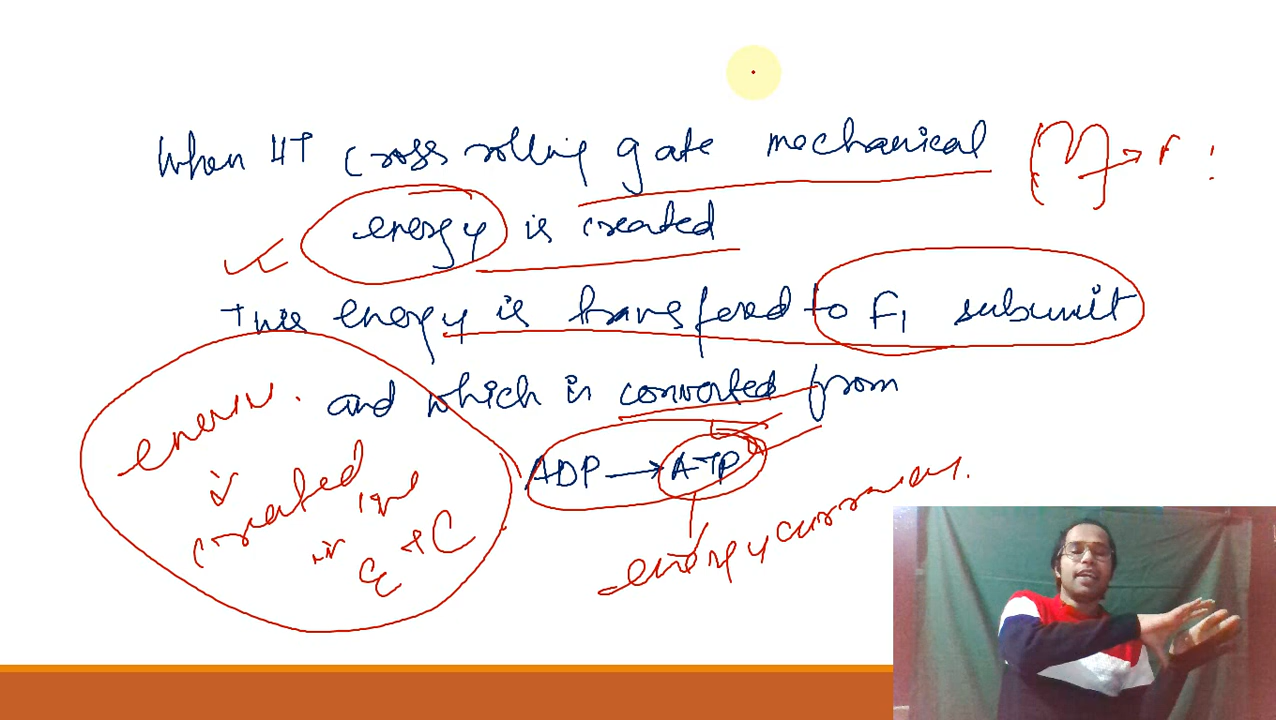 When H+ cross rolling gate mechanical
energy is created
This energy is transfered to F1 subunit
and which is converted from
ADP → ATP
energy
is
created
in ETC
energy currency.